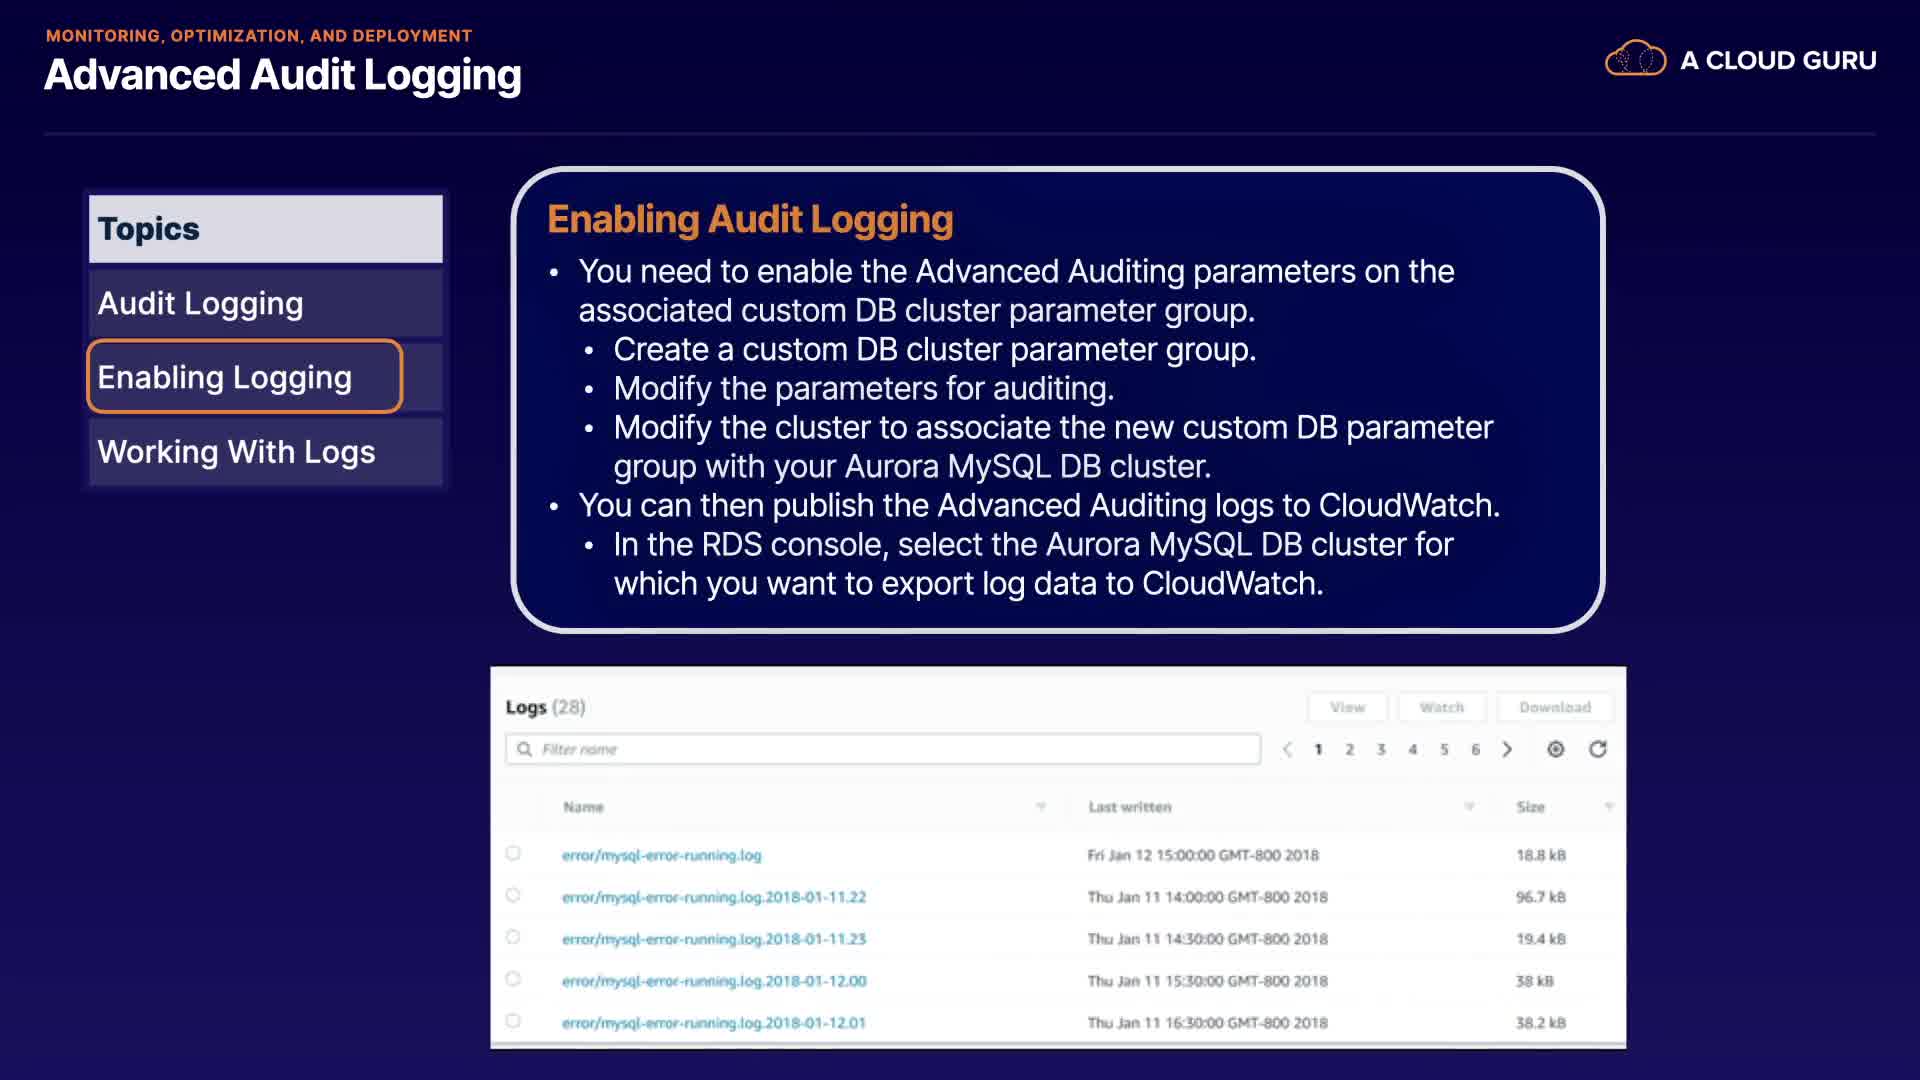 MONITORING, OPTIMIZATION, AND DEPLOYMENT
Advanced Audit Logging
A CLOUD GURU
Topics
Audit Logging
Enabling Logging
Working With Logs
Enabling Audit Logging
• You need to enable the Advanced Auditing parameters on the
associated custom DB cluster parameter group.
• Create a custom DB cluster parameter group.
• Modify the parameters for auditing.
• Modify the cluster to associate the new custom DB parameter
group with your Aurora MySQL DB cluster.
• You can then publish the Advanced Auditing logs to CloudWatch.
• In the RDS console, select the Aurora MySQL DB cluster for
which you want to export log data to CloudWatch.
Logs (28) View Watch Download
Filter name < 1 2 3 4 5 6 >
Name Last written Size
error/mysql-error-running.log Fri Jan 12 15:00:00 GMT-800 2018 18.8 kB
error/mysql-error-running.log.2018-01-11.22 Thu Jan 11 14:00:00 GMT-800 2018 96.7 kB
error/mysql-error-running.log.2018-01-11.23 Thu Jan 11 14:30:00 GMT-800 2018 19.4 kB
error/mysql-error-running.log.2018-01-12.00 Thu Jan 11 15:30:00 GMT-800 2018 38 kB
error/mysql-error-running.log.2018-01-12.01 Thu Jan 11 16:30:00 GMT-800 2018 38.2 kB